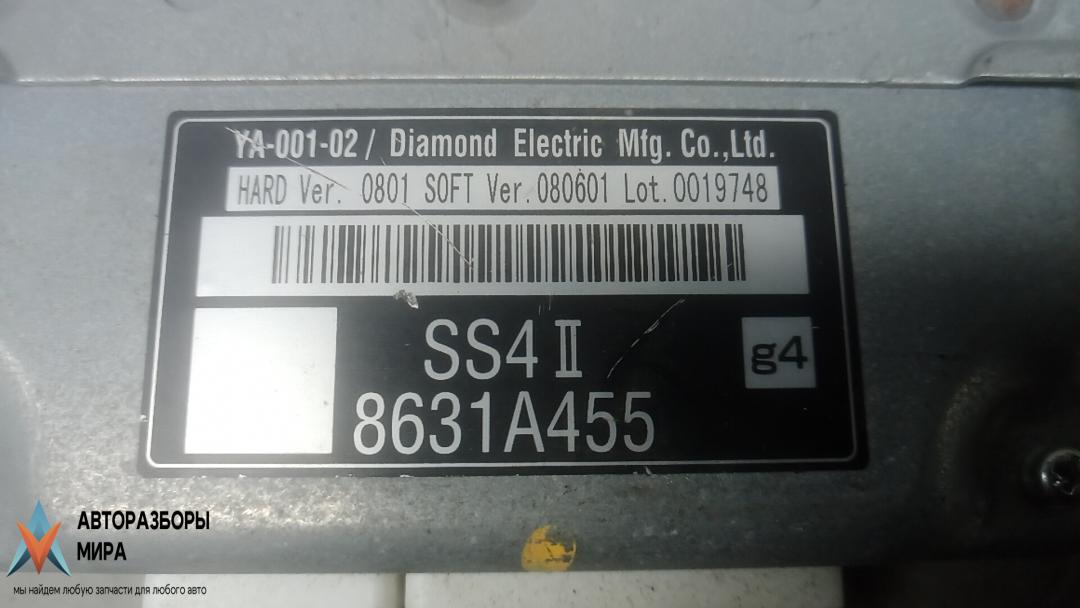 YA-001-02 / Diamond Electric Mfg. Co.,Ltd.
HARD Ver. 0801 SOFT Ver. 080601 Lot. 0019748
SS4 II
g4
8631A455
АВТОРАЗБОРЫ
МИРА
мы найдем любую запчасти для любого авто